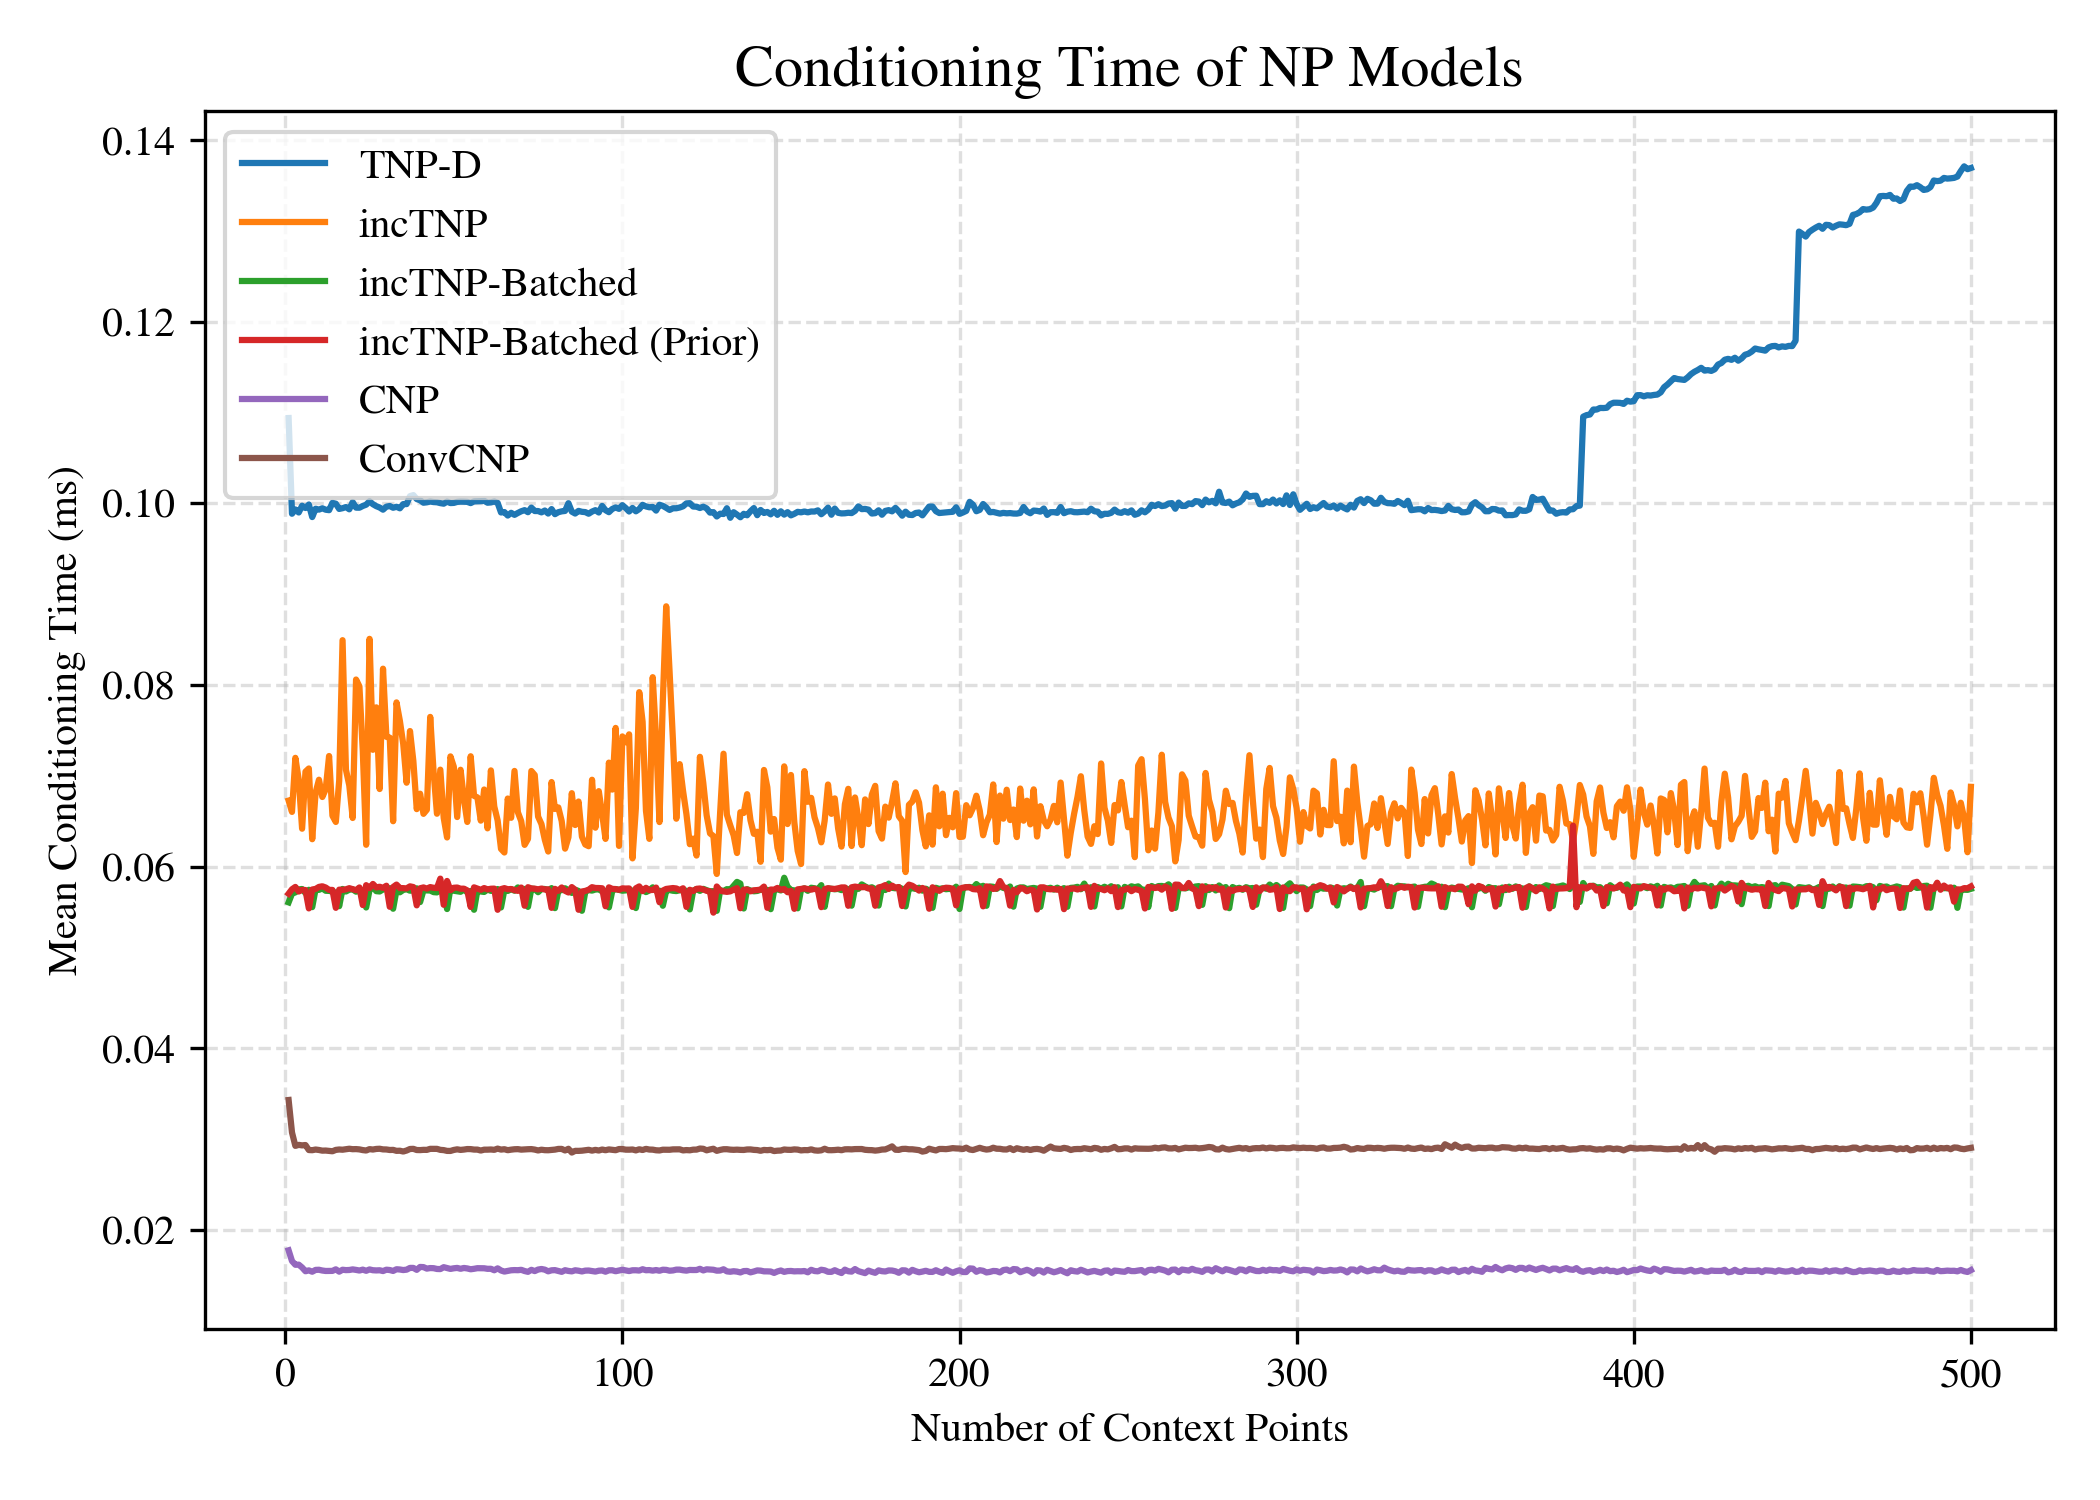 Conditioning Time of NP Models
0.14
0.12
0.10
0.08
0.06
0.04
0.02
Mean Conditioning Time (ms)
TNP-D
incTNP
incTNP-Batched
incTNP-Batched (Prior)
CNP
ConvCNP
0 100 200 300 400 500
Number of Context Points